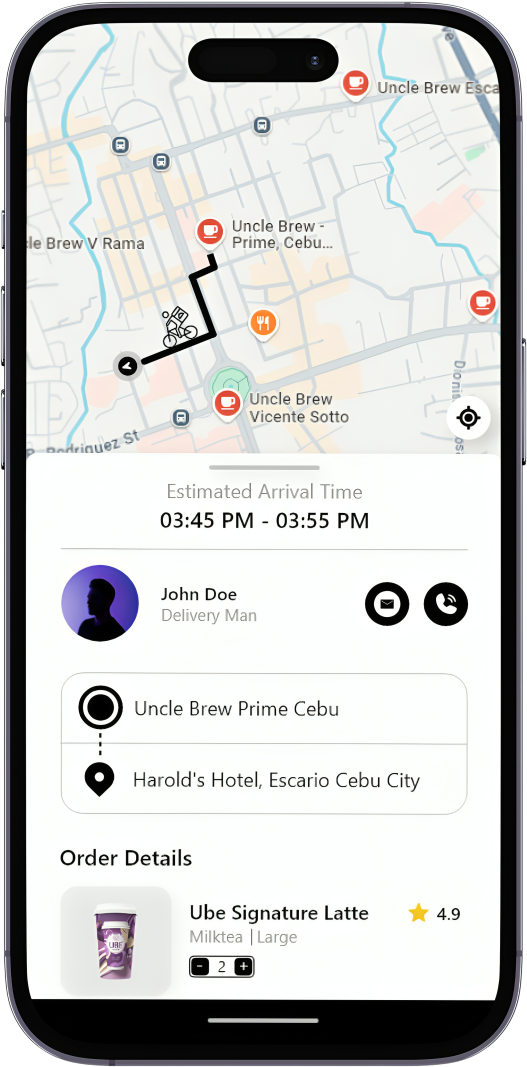 Uncle Brew Esca
Uncle Brew -
Prime, Cebu...
le Brew V Rama
Uncle Brew
Vicente Sotto
Rodriguez St
Estimated Arrival Time
03:45 PM - 03:55 PM
John Doe
Delivery Man
Uncle Brew Prime Cebu
Harold's Hotel, Escario Cebu City
Order Details
UBE
Ube Signature Latte
4.9
Milktea | Large
- 2 +